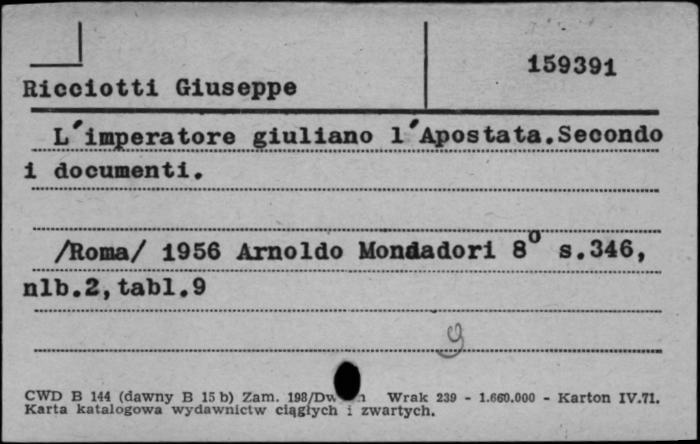 159391
Ricciotti Giuseppe
L'imperatore giuliano l'Apostata.Secondo
i documenti.
/Roma/ 1956 Arnoldo Mondadori 8° s.346,
nlb.2,tabl.9
g
CWD B 144 (dawny B 15 b) Zam. 198/Dw Wrak 239 - 1.660.000 - Karton IV.71.
Karta katalogowa wydawnictw ciągłych i zwartych.